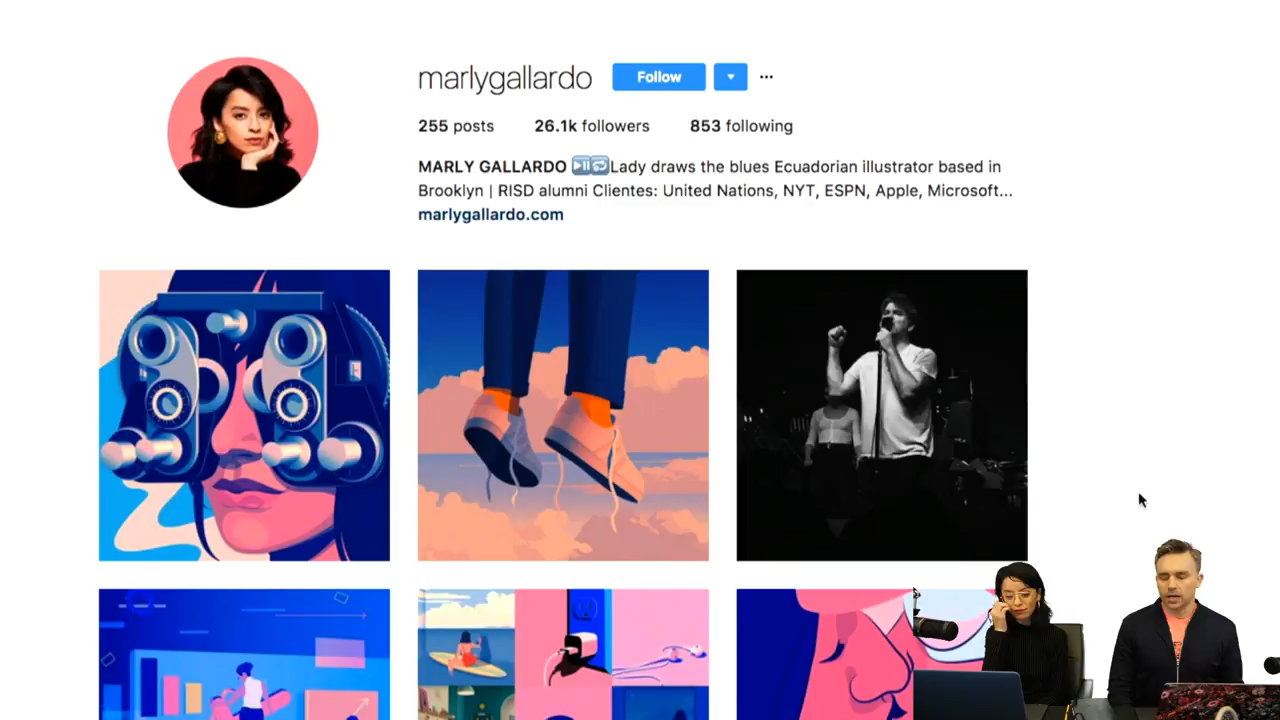 marlygallardo Follow ...
255 posts 26.1k followers 853 following
MARLY GALLARDO ⏯🔁Lady draws the blues Ecuadorian illustrator based in
Brooklyn | RISD alumni Clientes: United Nations, NYT, ESPN, Apple, Microsoft...
marlygallardo.com